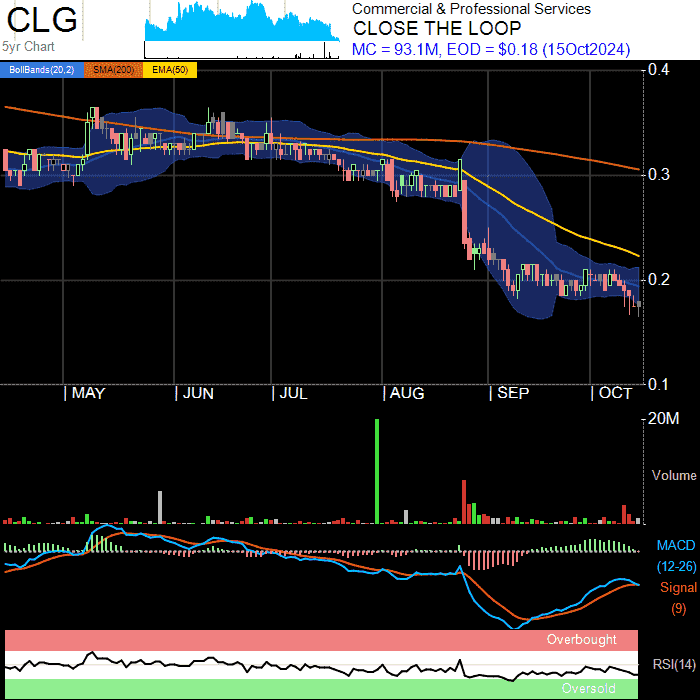 CLG
5yr Chart
Commercial & Professional Services
CLOSE THE LOOP
MC = 93.1M, EOD = $0.18 (15Oct2024)
BollBands(20,2) SMA(200) EMA(50)
0.4
0.3
0.2
0.1
MAY JUN JUL AUG SEP OCT
20M
Volume
MACD
(12-26)
Signal
(9)
Overbought
RSI(14)
Oversold